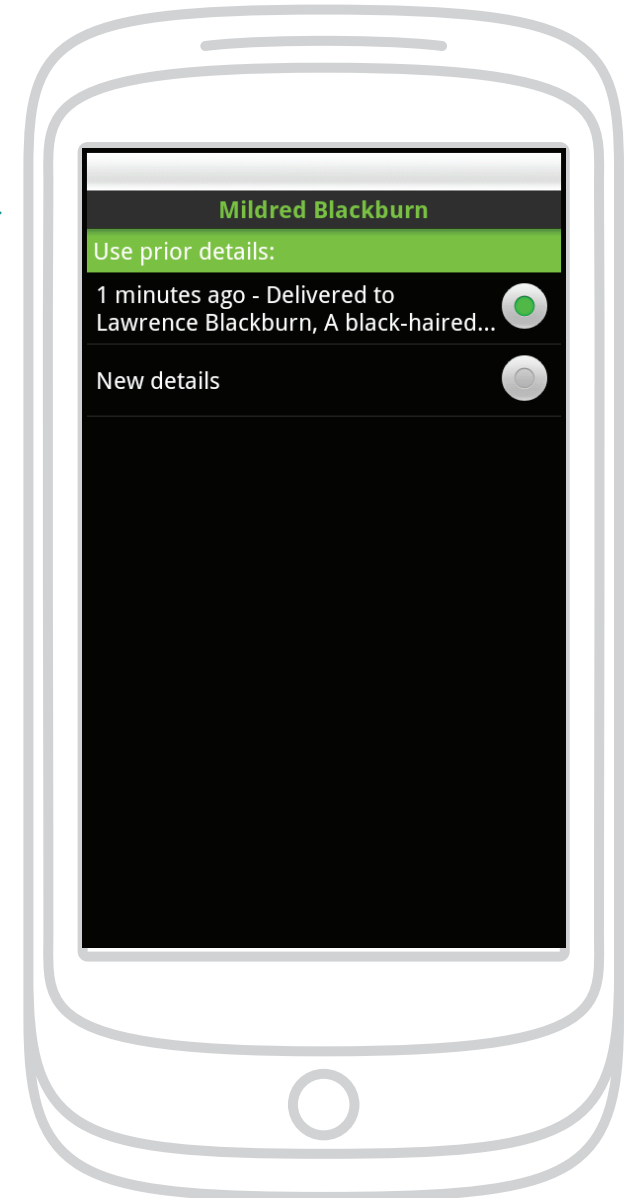 Mildred Blackburn
Use prior details:
1 minutes ago - Delivered to
Lawrence Blackburn, A black-haired...
New details